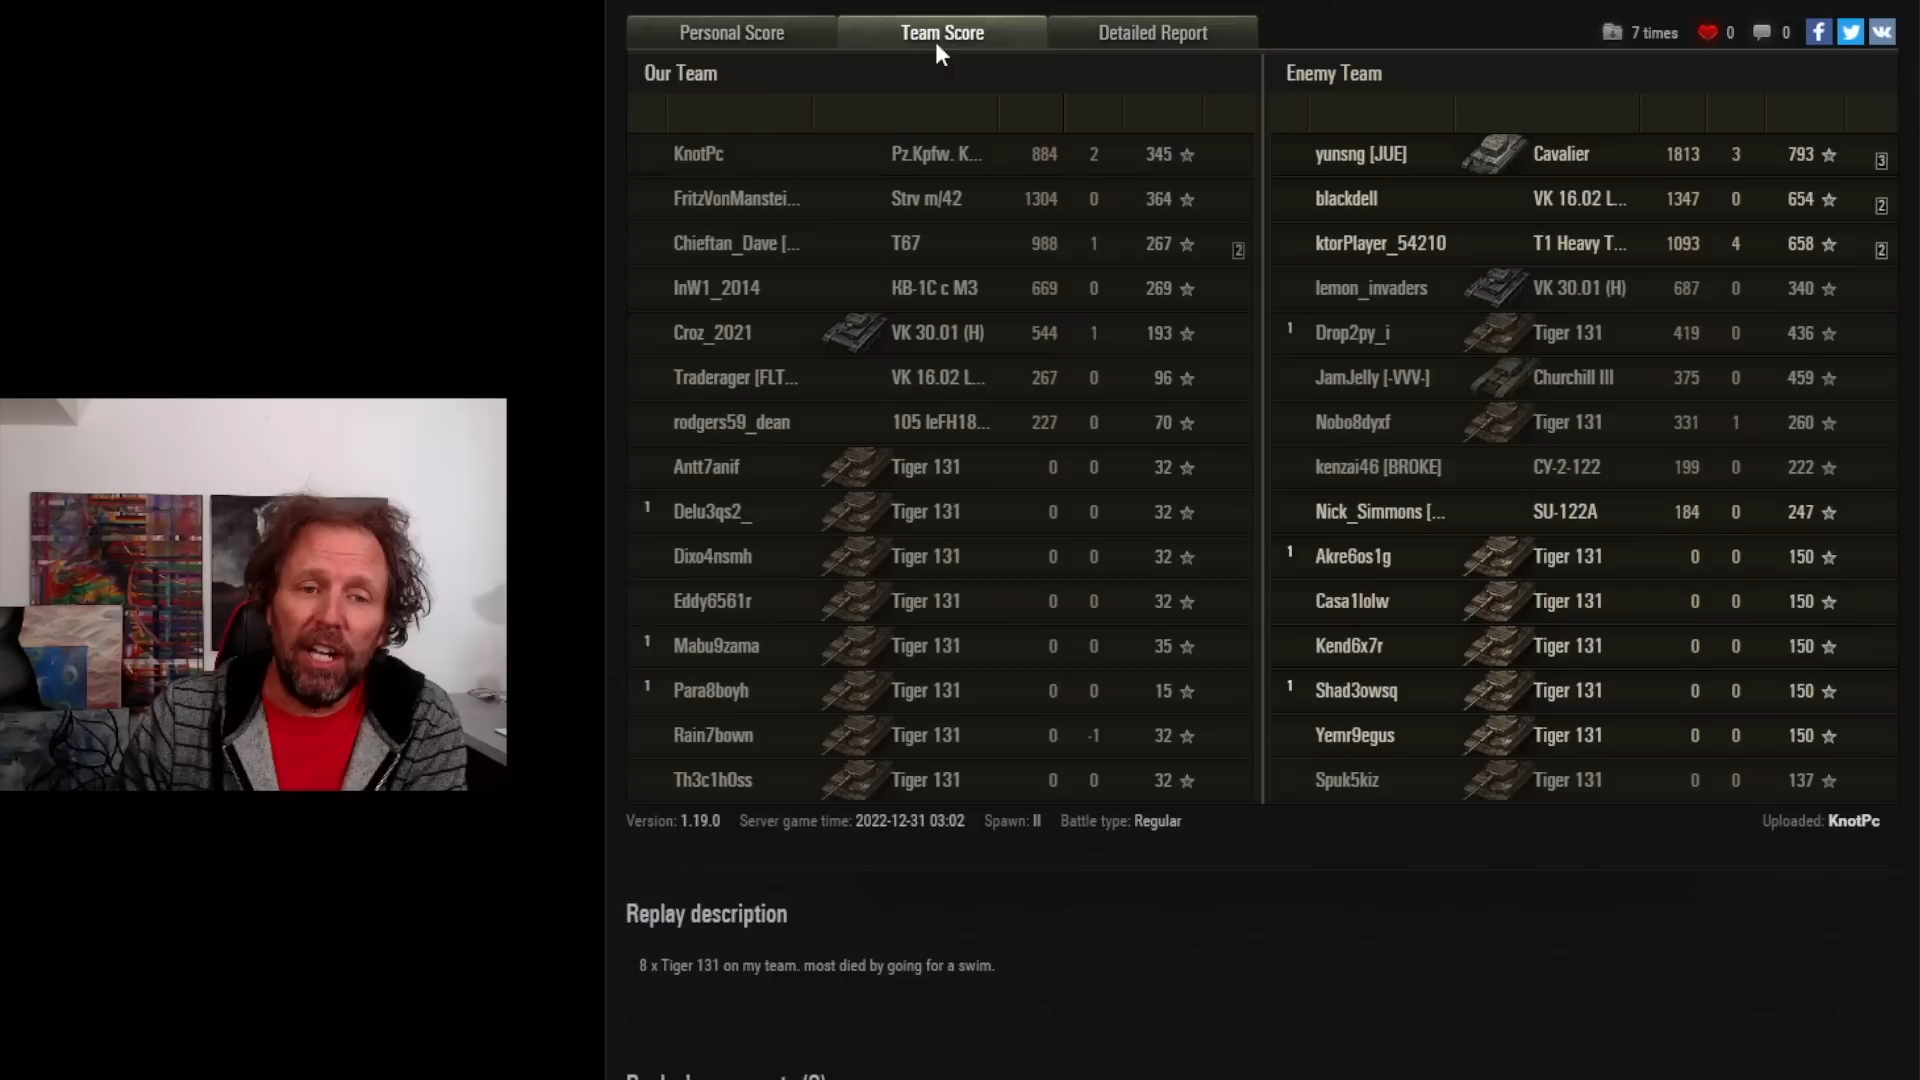 Personal Score Team Score Detailed Report 7 times 0 0
Our Team Enemy Team
KnotPc Pz.Kpfw. K... 884 2 345 yunsng [JUE] Cavalier 1813 3 793 3
FritzVonManstei... Strv m/42 1304 0 364 blackdell VK 16.02 L... 1347 0 654 2
Chieftan_Dave [... T67 988 1 267 2 ktorPlayer_54210 T1 Heavy T... 1093 4 658 2
InW1_2014 КВ-1С с МЗ 669 0 269 lemon_invaders VK 30.01 (H) 687 0 340
Croz_2021 VK 30.01 (H) 544 1 193 1 Drop2py_i Tiger 131 419 0 436
Traderager [FLT... VK 16.02 L... 267 0 96 JamJelly [-VVV-] Churchill III 375 0 459
rodgers59_dean 105 leFH18... 227 0 70 Nobo8dyxf Tiger 131 331 1 260
Antt7anif Tiger 131 0 0 32 kenzai46 [BROKE] СУ-2-122 199 0 222
1 Delu3qs2_ Tiger 131 0 0 32 Nick_Simmons [... SU-122A 184 0 247
Dixo4nsmh Tiger 131 0 0 32 1 Akre6os1g Tiger 131 0 0 150
Eddy6561r Tiger 131 0 0 32 Casa1lolw Tiger 131 0 0 150
1 Mabu9zama Tiger 131 0 0 35 Kend6x7r Tiger 131 0 0 150
1 Para8boyh Tiger 131 0 0 15 1 Shad3owsq Tiger 131 0 0 150
Rain7bown Tiger 131 0 -1 32 Yemr9egus Tiger 131 0 0 150
Th3c1h0ss Tiger 131 0 0 32 Spuk5kiz Tiger 131 0 0 137
Version: 1.19.0 Server game time: 2022-12-31 03:02 Spawn: II Battle type: Regular Uploaded: KnotPc
Replay description
8 x Tiger 131 on my team. most died by going for a swim.